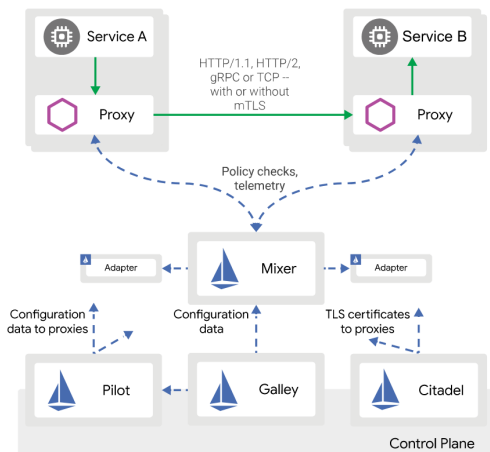 Service A
Service B
HTTP/1.1, HTTP/2,
gRPC or TCP --
with or without
mTLS
Proxy
Proxy
Policy checks,
telemetry
Mixer
Adapter
Adapter
Configuration
data to proxies
Configuration
data
TLS certificates
to proxies
Pilot
Galley
Citadel
Control Plane